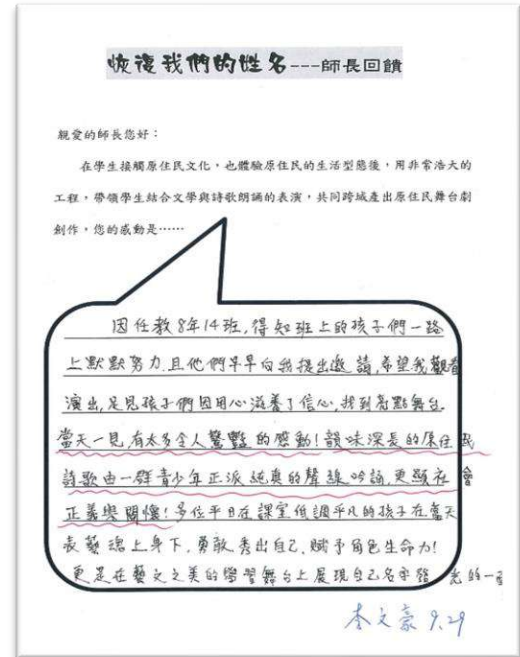 恢復我們的姓名---師長回饋
親愛的師長您好：
在學生接觸原住民文化，也體驗原住民的生活型態後，用非常浩大的
工程，帶領學生結合文學與詩歌朗誦的表演，共同跨域產出原住民舞台劇
創作，您的感動是……
因任教8年14班,得知班上的孩子們一路
上默默努力.且他們早早向我提出邀請,希望我觀看
演出,足見孩子們因用心滋養了信心,找到亮點舞台.
當天一見,有太多令人驚豔的感動!韻味深長的原住民
詩歌由一群青少年正派純真的聲線吟誦,更顯社會
正義與關懷!多位平日在課室低調平凡的孩子在當天
表藝魂上身下,勇敢秀出自己,賦予角色生命力!
更是在藝文之美的學習舞台上展現自己發光的一
李文豪 9.29